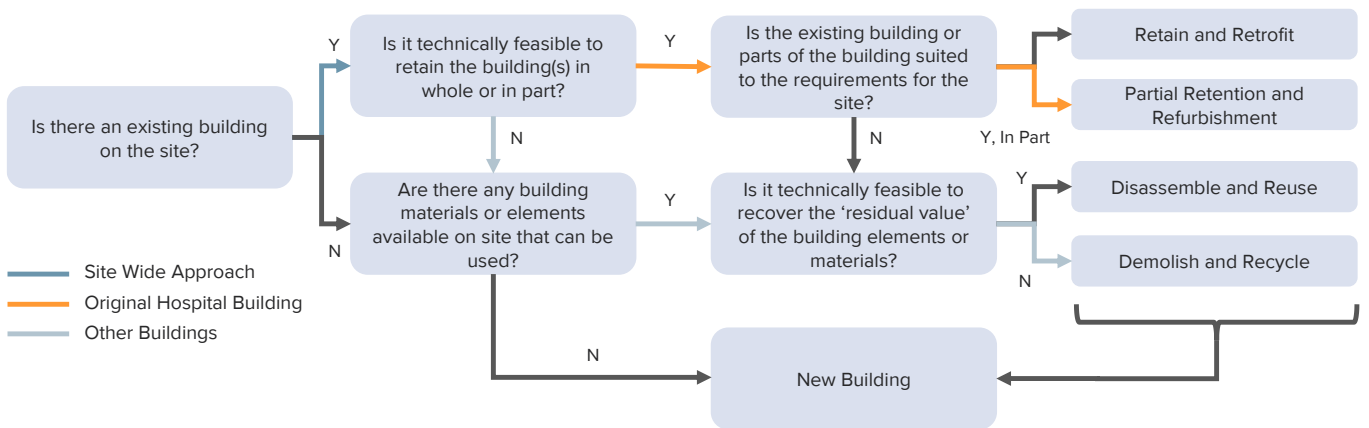 Is there an existing building
on the site?
Y
N
Is it technically feasible to
retain the building(s) in
whole or in part?
Y
N
Is the existing building or
parts of the building suited
to the requirements for the
site?
Y, In Part
N
Retain and Retrofit
Partial Retention and
Refurbishment
Are there any building
materials or elements
available on site that can be
used?
Y
N
Is it technically feasible to
recover the ‘residual value’
of the building elements or
materials?
Y
N
Disassemble and Reuse
Demolish and Recycle
New Building
Site Wide Approach
Original Hospital Building
Other Buildings